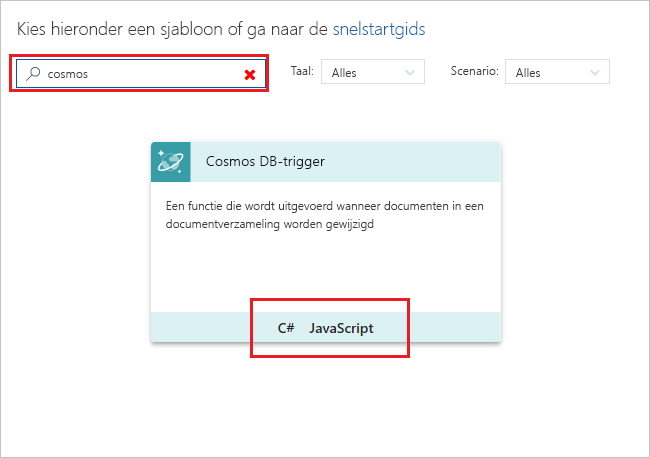 Kies hieronder een sjabloon of ga naar de snelstartgids
cosmos
Taal: Alles
Scenario: Alles
Cosmos DB-trigger
Een functie die wordt uitgevoerd wanneer documenten in een
documentverzameling worden gewijzigd
C# JavaScript